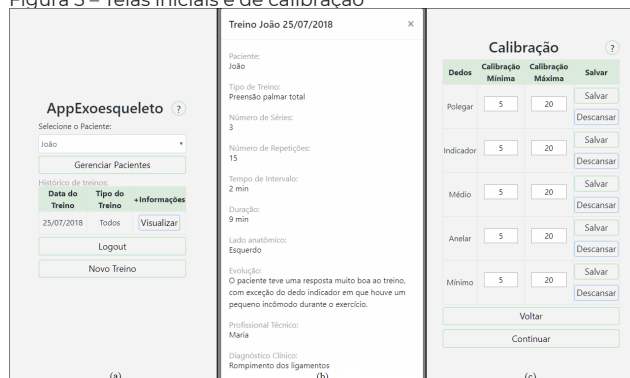 Figura 3 – Telas iniciais e de calibração
AppExoesqueleto ?
Selecione o Paciente:
João
Gerenciar Pacientes
Histórico de treinos:
Data do Treino Tipo do Treino +Informações
25/07/2018 Todos Visualizar
Logout
Novo Treino
(a)
Treino João 25/07/2018 ×
Paciente:
João
Tipo de Treino:
Preensão palmar total
Número de Séries:
3
Número de Repetições:
15
Tempo de Intervalo:
2 min
Duração:
9 min
Lado anatômico:
Esquerdo
Evolução:
O paciente teve uma resposta muito boa ao treino,
com exceção do dedo indicador em que houve um
pequeno incômodo durante o exercício.
Profissional Técnico:
Maria
Diagnóstico Clínico:
Rompimento dos ligamentos
(b)
Calibração ?
Dedos Calibração Mínima Calibração Máxima Salvar
Polegar 5 20 Salvar
Descansar
Indicador 5 20 Salvar
Descansar
Médio 5 20 Salvar
Descansar
Anelar 5 20 Salvar
Descansar
Mínimo 5 20 Salvar
Descansar
Voltar
Continuar
(c)